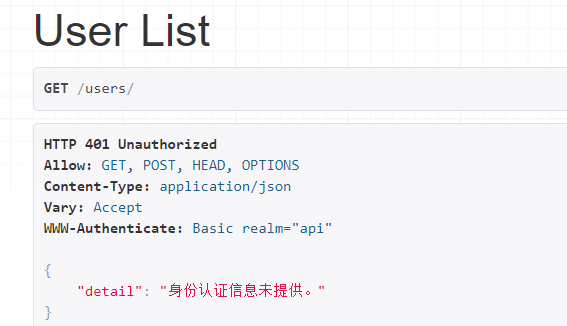 User List
GET /users/
HTTP 401 Unauthorized
Allow: GET, POST, HEAD, OPTIONS
Content-Type: application/json
Vary: Accept
WWW-Authenticate: Basic realm="api"
{
"detail": "身份认证信息未提供。"
}